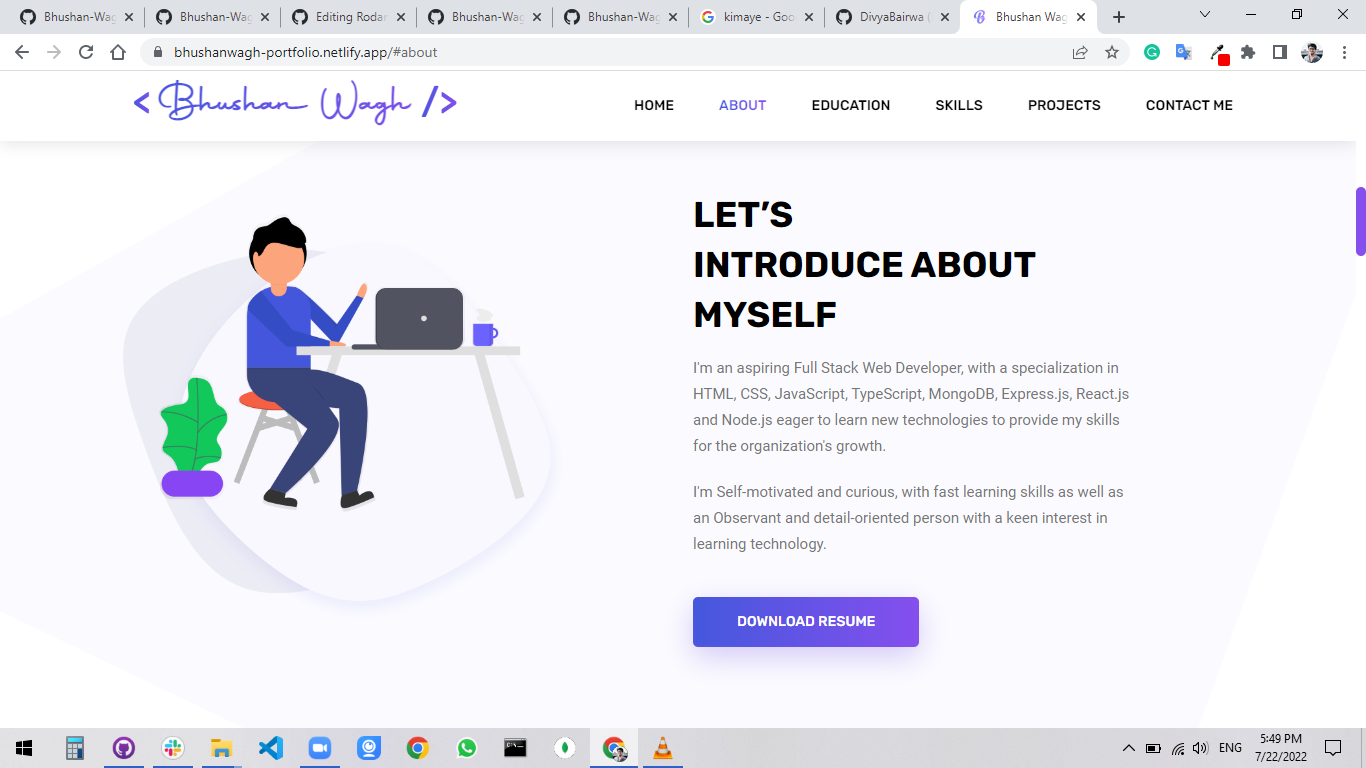 Bhushan-Wag
Bhushan-Wag
Editing Rodan
Bhushan-Wag
Bhushan-Wag
kimaye - Goo
DivyaBairwa (
Bhushan Wag
bhushanwagh-portfolio.netlify.app/#about
< Bhushan Wagh />
HOME
ABOUT
EDUCATION
SKILLS
PROJECTS
CONTACT ME
LET’S
INTRODUCE ABOUT
MYSELF
I'm an aspiring Full Stack Web Developer, with a specialization in
HTML, CSS, JavaScript, TypeScript, MongoDB, Express.js, React.js
and Node.js eager to learn new technologies to provide my skills
for the organization's growth.
I'm Self-motivated and curious, with fast learning skills as well as
an Observant and detail-oriented person with a keen interest in
learning technology.
DOWNLOAD RESUME
ENG
5:49 PM
7/22/2022